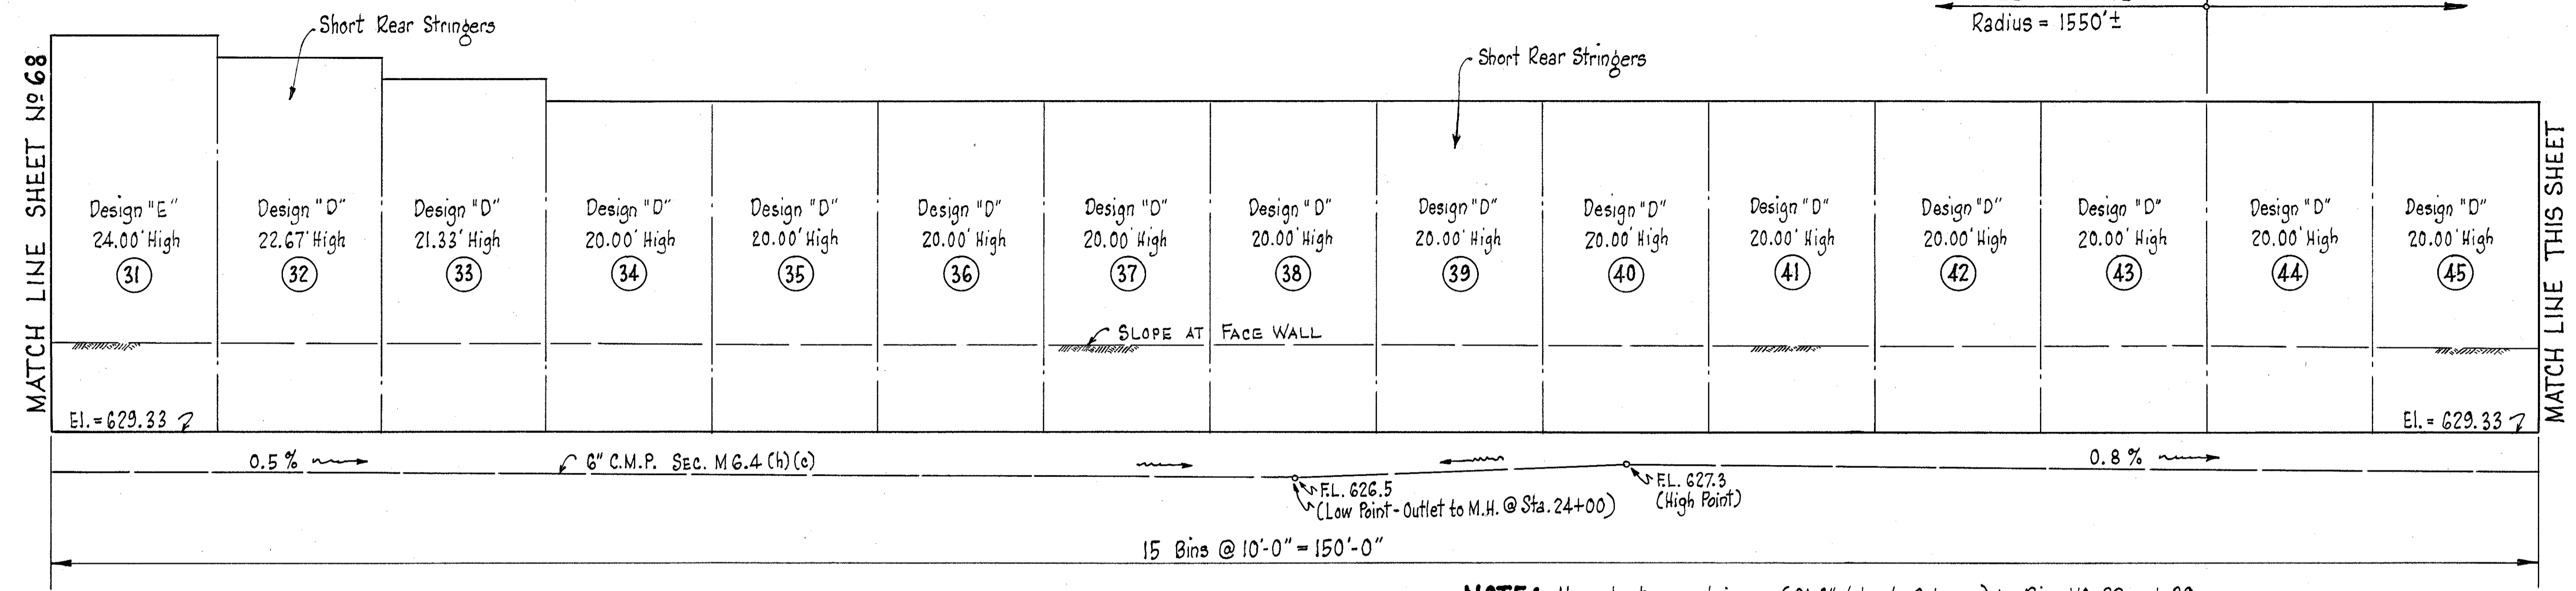 Radius = 1550'±
Short Rear Stringers
Short Rear Stringers
MATCH LINE SHEET Nº 68
Design "E"
24.00' High
31
Design "D"
22.67' High
32
Design "D"
21.33' High
33
Design "D"
20.00' High
34
Design "D"
20.00' High
35
Design "D"
20.00' High
36
Design "D"
20.00' High
37
Design "D"
20.00' High
38
Design "D"
20.00' High
39
Design "D"
20.00' High
40
Design "D"
20.00' High
41
Design "D"
20.00' High
42
Design "D"
20.00' High
43
Design "D"
20.00' High
44
Design "D"
20.00' High
45
MATCH LINE THIS SHEET
SLOPE AT FACE WALL
El. = 629.33
El. = 629.33
0.5 %
6" C.M.P. SEC. M 6.4 (h)(c)
0.8 %
F.L. 626.5
(Low Point - Outlet to M.H. @ Sta. 24+00)
F.L. 627.3
(High Point)
15 Bins @ 10'-0" = 150'-0"
NOTE: